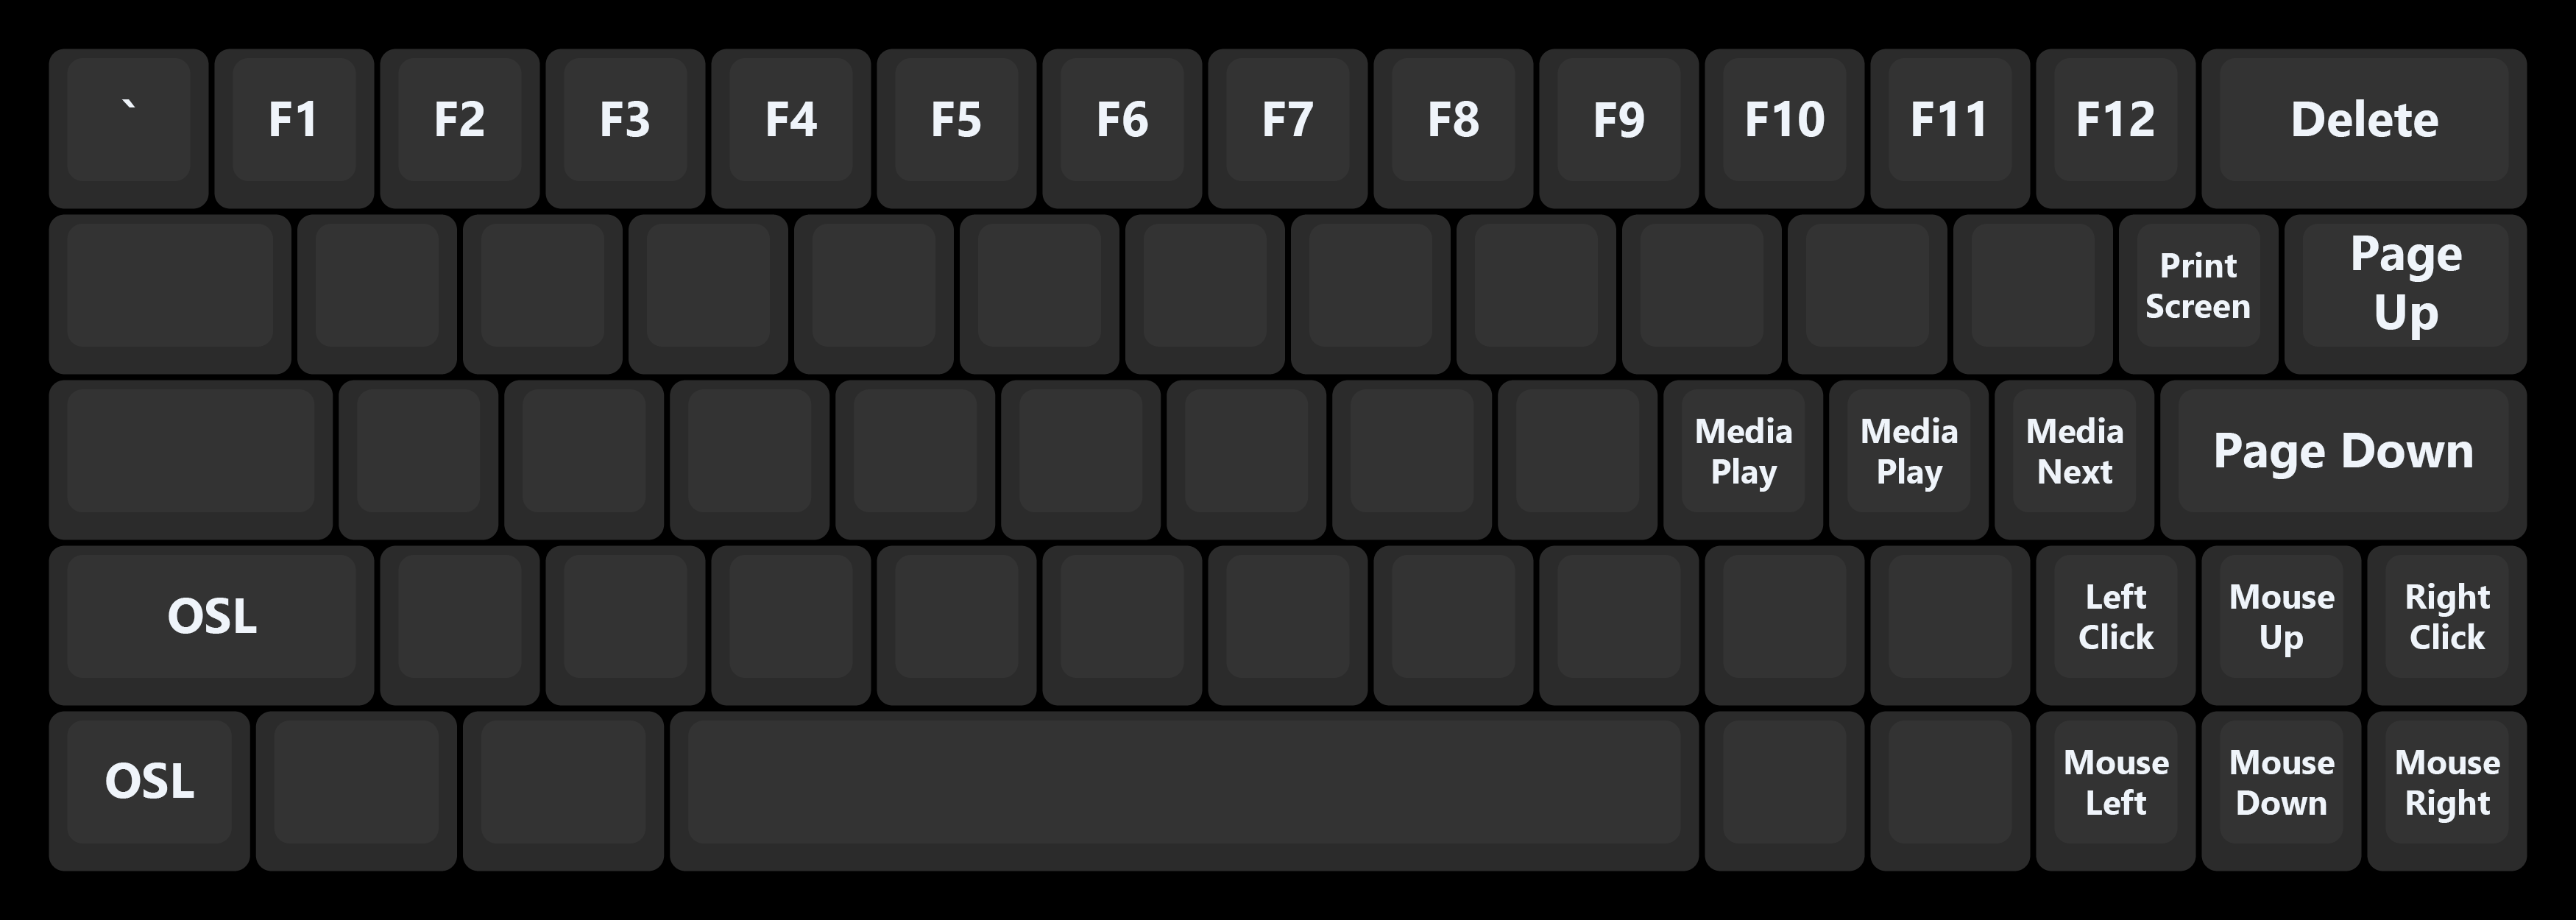 ` F1 F2 F3 F4 F5 F6 F7 F8 F9 F10 F11 F12 Delete
Print
Screen
Page
Up
Media
Play
Media
Play
Media
Next
Page Down
OSL
Left
Click
Mouse
Up
Right
Click
OSL
Mouse
Left
Mouse
Down
Mouse
Right